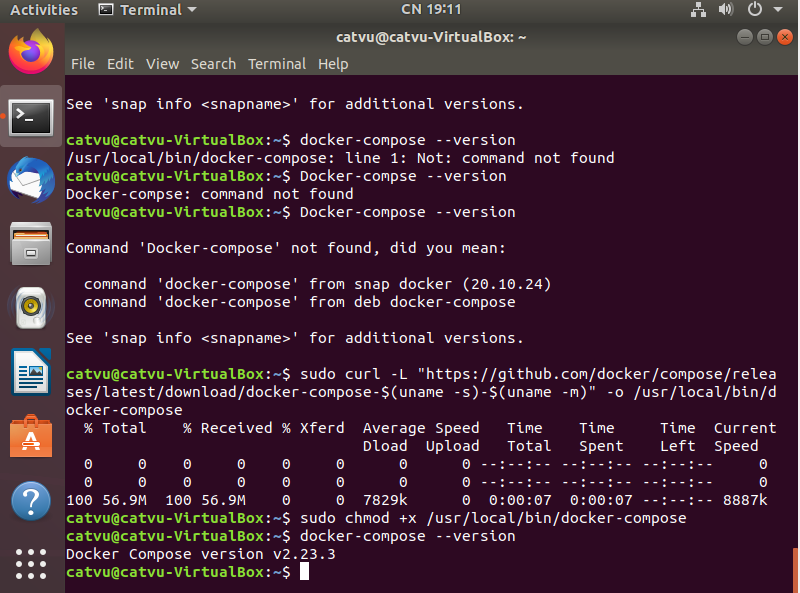 Activities Terminal CN 19:11
catvu@catvu-VirtualBox: ~
File Edit View Search Terminal Help
See 'snap info <snapname>' for additional versions.
catvu@catvu-VirtualBox:~$ docker-compose --version
/usr/local/bin/docker-compose: line 1: Not: command not found
catvu@catvu-VirtualBox:~$ Docker-compse --version
Docker-compse: command not found
catvu@catvu-VirtualBox:~$ Docker-compose --version
Command 'Docker-compose' not found, did you mean:
command 'docker-compose' from snap docker (20.10.24)
command 'docker-compose' from deb docker-compose
See 'snap info <snapname>' for additional versions.
catvu@catvu-VirtualBox:~$ sudo curl -L "https://github.com/docker/compose/relea
ses/latest/download/docker-compose-$(uname -s)-$(uname -m)" -o /usr/local/bin/d
ocker-compose
% Total % Received % Xferd Average Speed Time Time Time Current
Dload Upload Total Spent Left Speed
0 0 0 0 0 0 0 0 --:--:-- --:--:-- --:--:-- 0
0 0 0 0 0 0 0 0 --:--:-- --:--:-- --:--:-- 0
100 56.9M 100 56.9M 0 0 7829k 0 0:00:07 0:00:07 --:--:-- 8887k
catvu@catvu-VirtualBox:~$ sudo chmod +x /usr/local/bin/docker-compose
catvu@catvu-VirtualBox:~$ docker-compose --version
Docker Compose version v2.23.3
catvu@catvu-VirtualBox:~$